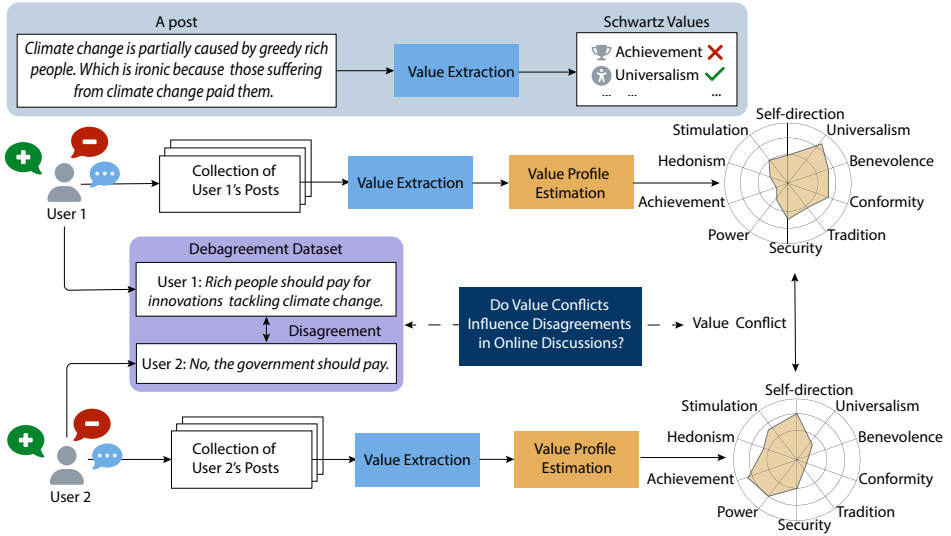 A post
Climate change is partially caused by greedy rich
people. Which is ironic because those suffering
from climate change paid them.
Value Extraction
Schwartz Values
Achievement
Universalism
... ... ...
User 1
Collection of
User 1's Posts
Value Extraction
Value Profile
Estimation
Self-direction
Stimulation
Universalism
Hedonism
Benevolence
Achievement
Conformity
Power
Tradition
Security
Debagreement Dataset
User 1: Rich people should pay for
innovations tackling climate change.
Disagreement
User 2: No, the government should pay.
Do Value Conflicts
Influence Disagreements
in Online Discussions?
Value Conflict
User 2
Collection of
User 2's Posts
Value Extraction
Value Profile
Estimation
Self-direction
Stimulation
Universalism
Hedonism
Benevolence
Achievement
Conformity
Power
Tradition
Security